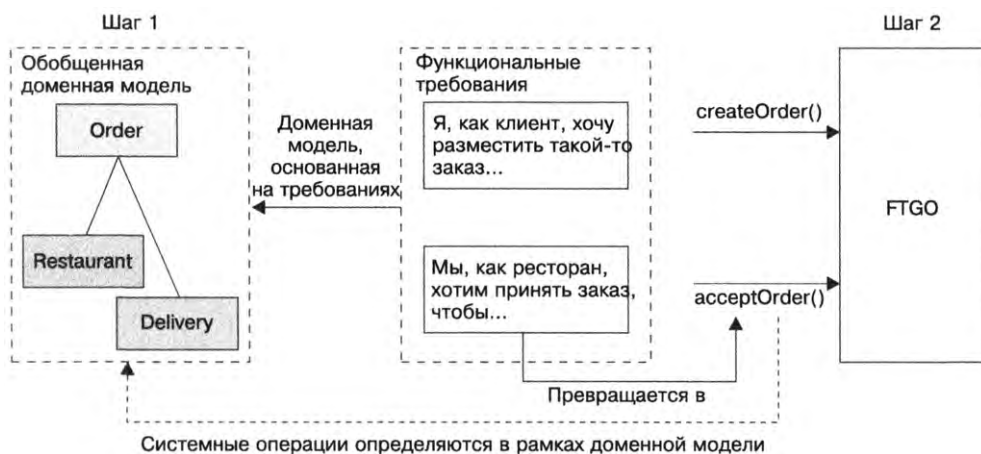 Шаг 1
Шаг 2
Обобщенная
доменная модель
Order
Restaurant
Delivery
Доменная
модель,
основанная
на требованиях
Функциональные
требования
Я, как клиент, хочу
разместить такой-то
заказ...
Мы, как ресторан,
хотим принять заказ,
чтобы...
createOrder()
acceptOrder()
FTGO
Превращается в
Системные операции определяются в рамках доменной модели